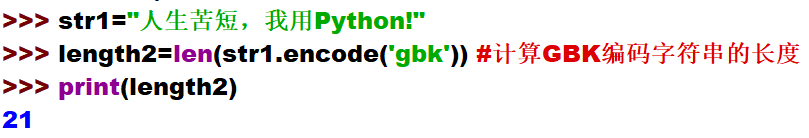 >>> str1="人生苦短，我用Python!"
>>> length2=len(str1.encode('gbk')) #计算GBK编码字符串的长度
>>> print(length2)
21